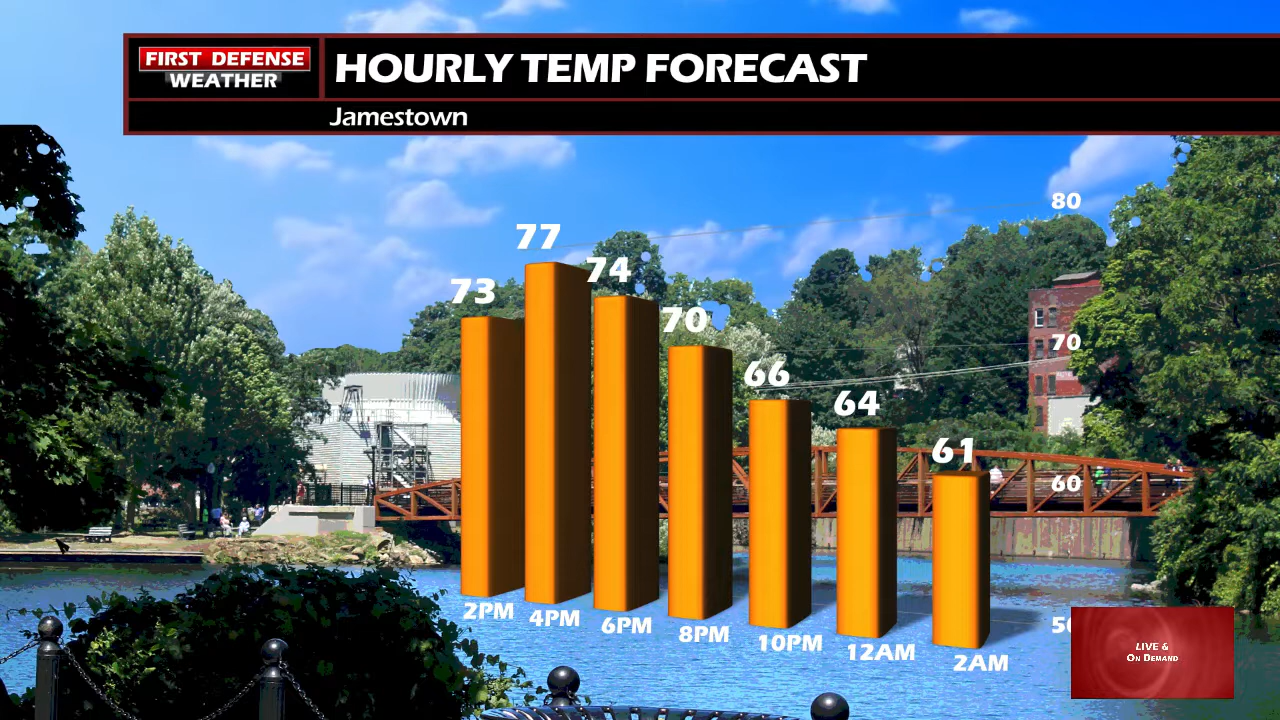 FIRST DEFENSE
WEATHER
HOURLY TEMP FORECAST
Jamestown
80
77
74
73
70
70
66
64
61
60
50
2PM
4PM
6PM
8PM
10PM
12AM
2AM
LIVE &
ON DEMAND